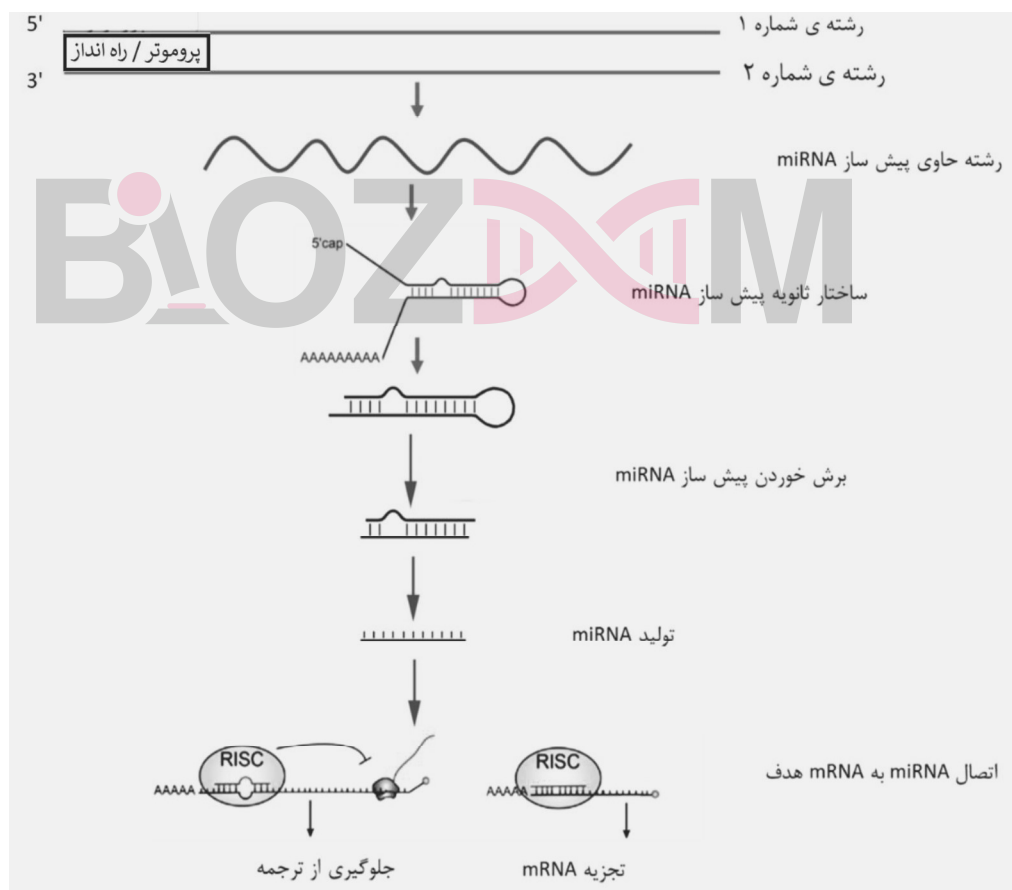 5'
رشته ی شماره ۱
پروموتر / راه انداز
3'
رشته ی شماره ۲
رشته حاوی پیش ساز miRNA
BIOZOOM
5'cap
ساختار ثانویه پیش ساز miRNA
AAAAAAAAA
برش خوردن پیش ساز miRNA
تولید miRNA
RISC
RISC
اتصال miRNA به mRNA هدف
AAAAA
AAAAA
جلوگیری از ترجمه
تجزیه mRNA